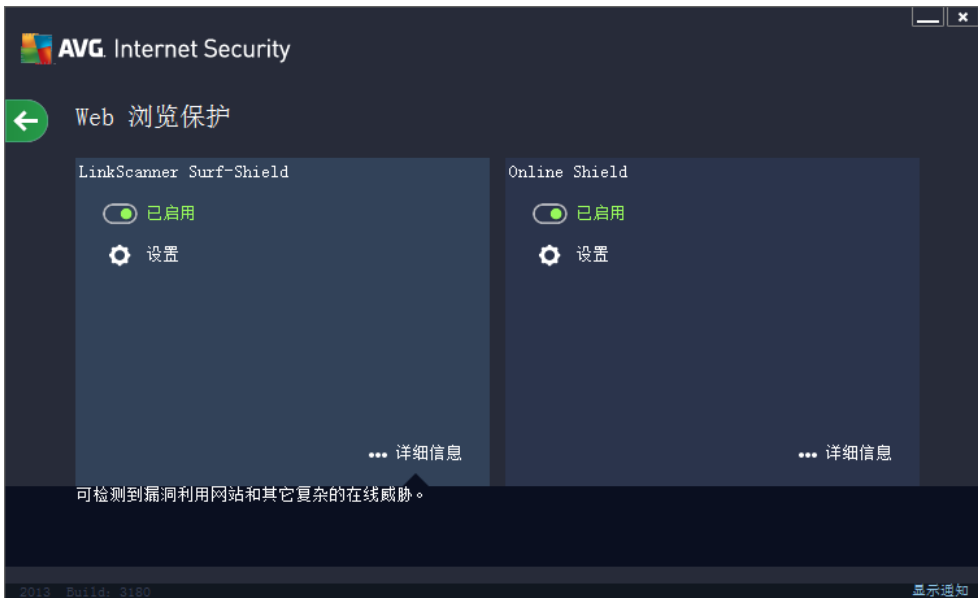 AVG. Internet Security
Web 浏览保护
LinkScanner Surf-Shield
已启用
设置
••• 详细信息
Online Shield
已启用
设置
••• 详细信息
可检测到漏洞利用网站和其它复杂的在线威胁。
2013 Build: 3180
显示通知